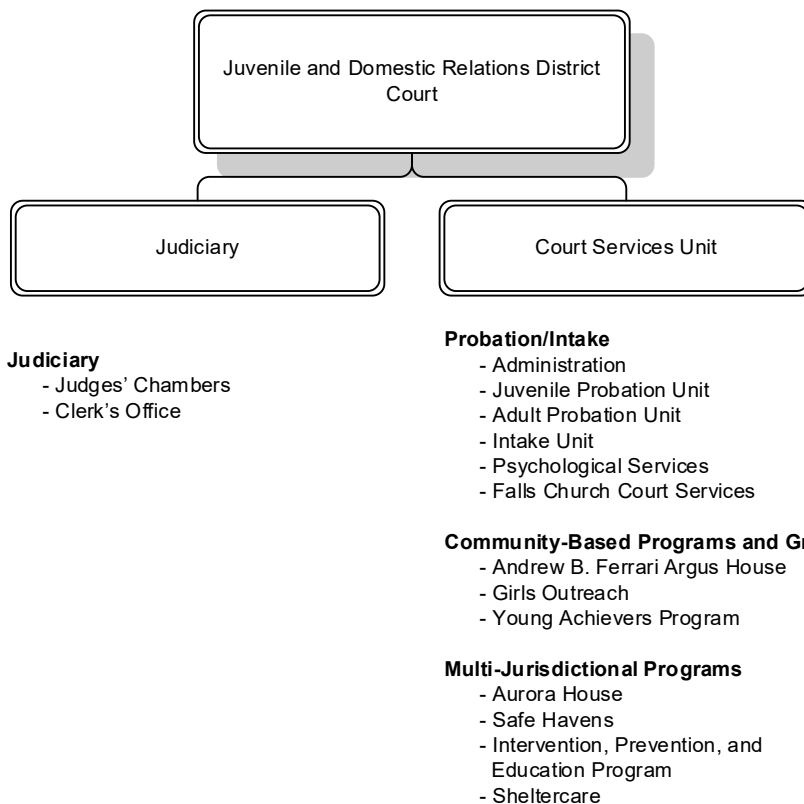 Juvenile and Domestic Relations District
Court
Judiciary
Court Services Unit
Judiciary
- Judges’ Chambers
- Clerk’s Office
Probation/Intake
- Administration
- Juvenile Probation Unit
- Adult Probation Unit
- Intake Unit
- Psychological Services
- Falls Church Court Services
Community-Based Programs and
- Andrew B. Ferrari Argus House
- Girls Outreach
- Young Achievers Program
Multi-Jurisdictional Programs
- Aurora House
- Safe Havens
- Intervention, Prevention, and
Education Program
- Sheltercare